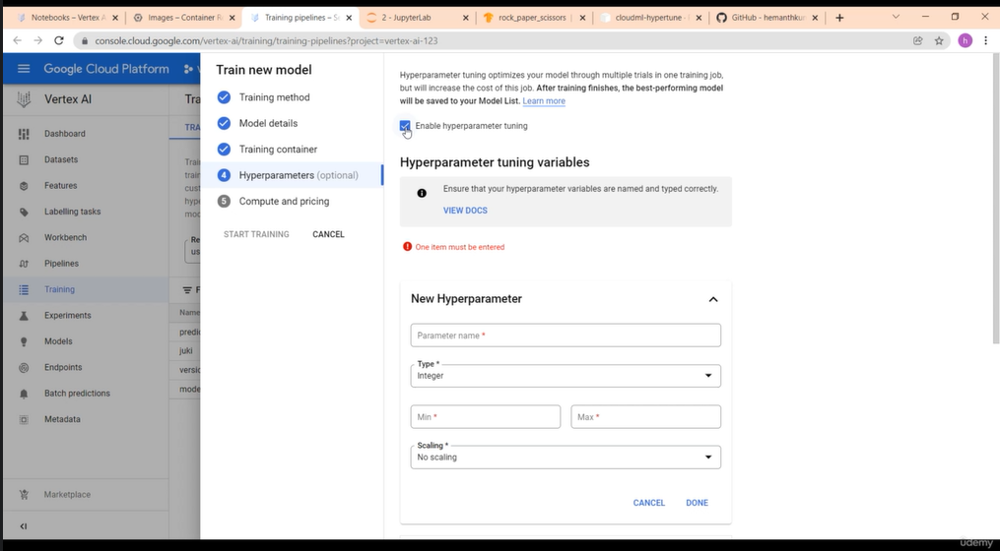 Notebooks – Vertex A
Images – Container R
Training pipelines – S
2 - JupyterLab
rock_paper_scissors
cloudml-hypertune
GitHub - hemanthku
console.cloud.google.com/vertex-ai/training/training-pipelines?project=vertex-ai-123
h
Google Cloud Platform
Vertex AI
Dashboard
Datasets
Features
Labelling tasks
Workbench
Pipelines
Training
Experiments
Models
Endpoints
Batch predictions
Metadata
Marketplace
Tra
TRA
Train
train
cust
hype
mod
Re
us
F
Name
predic
juki
versio
mode
Train new model
Training method
Model details
Training container
4 Hyperparameters (optional)
5 Compute and pricing
START TRAINING CANCEL
Hyperparameter tuning optimizes your model through multiple trials in one training job,
but will increase the cost of this job. After training finishes, the best-performing model
will be saved to your Model List. Learn more
Enable hyperparameter tuning
Hyperparameter tuning variables
Ensure that your hyperparameter variables are named and typed correctly.
VIEW DOCS
One item must be entered
New Hyperparameter
Parameter name *
Type *
Integer
Min * Max *
Scaling *
No scaling
CANCEL DONE
udemy